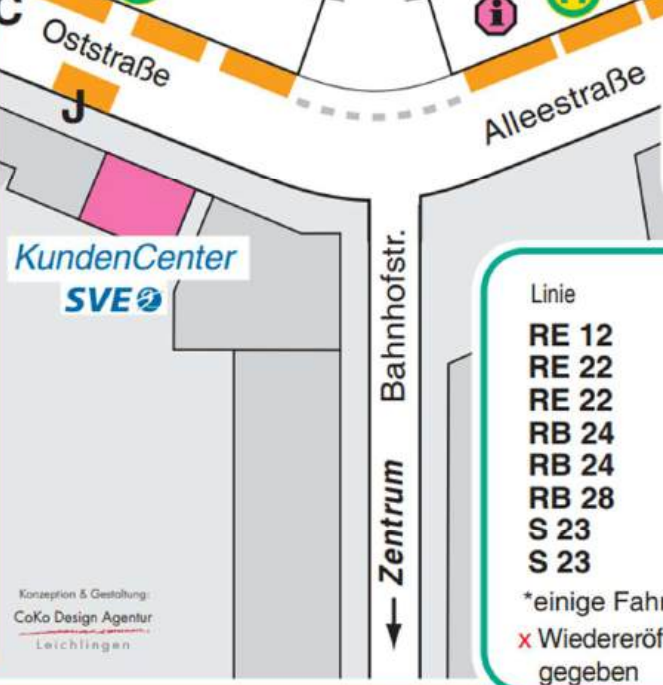 C
Oststraße
J
i
H
Alleestraße
KundenCenter
SVE
Bahnhofstr.
Zentrum
Linie
RE 12
RE 22
RE 22
RB 24
RB 24
RB 28
S 23
S 23
*einige Fahr
x Wiedereröf
gegeben
Konzeption & Gestaltung:
CoKo Design Agentur
Leichlingen